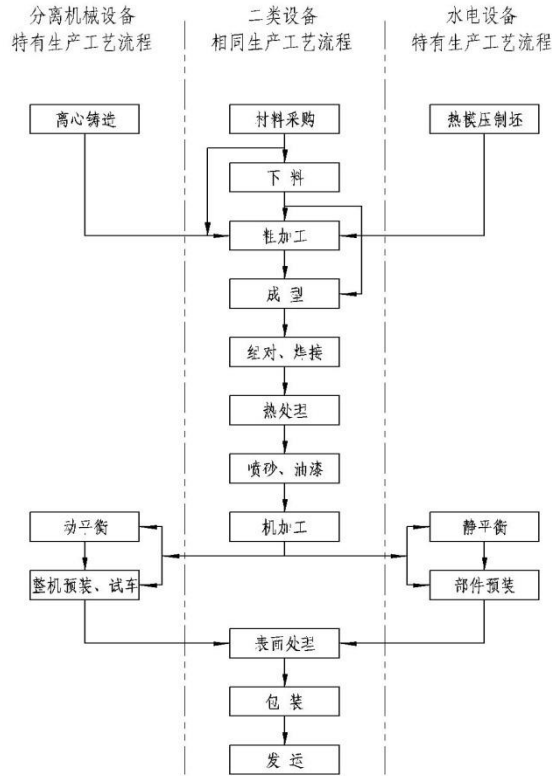 分离机械设备
特有生产工艺流程
二类设备
相同生产工艺流程
水电设备
特有生产工艺流程
离心铸造
材料采购
热模压制坯
下料
粗加工
成型
组对、焊接
热处理
喷砂、油漆
动平衡
机加工
静平衡
整机预装、试车
部件预装
表面处理
包装
发运